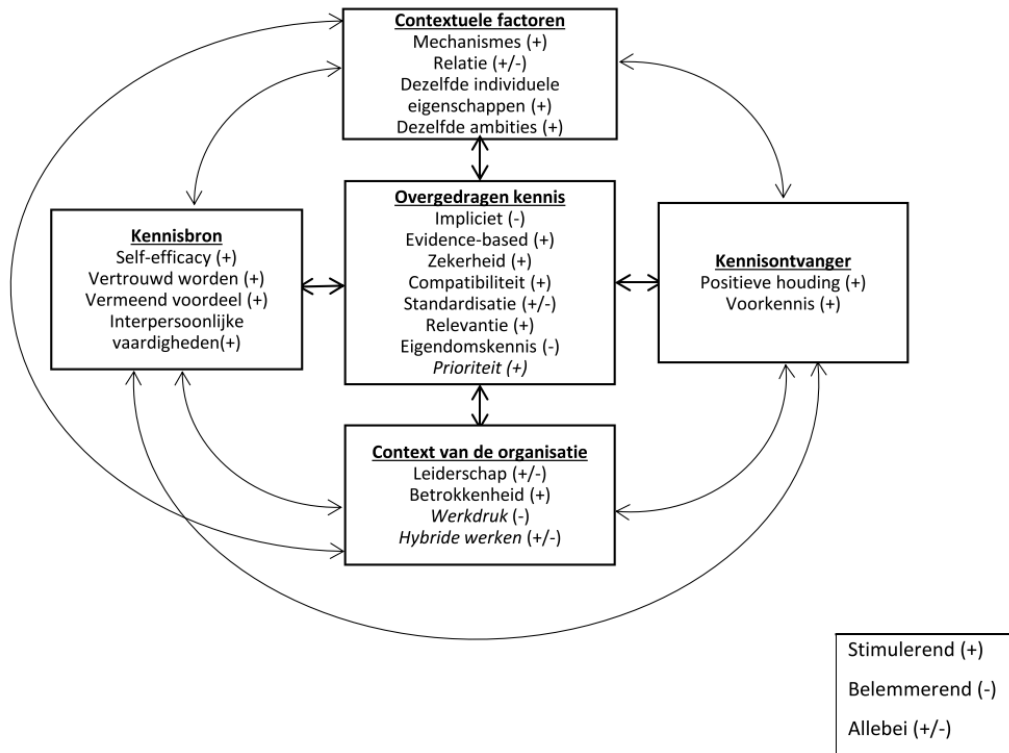 Contextuele factoren
Mechanismes (+)
Relatie (+/-)
Dezelfde individuele
eigenschappen (+)
Dezelfde ambities (+)
Kennisbron
Self-efficacy (+)
Vertrouwd worden (+)
Vermeend voordeel (+)
Interpersoonlijke
vaardigheden(+)
Overgedragen kennis
Impliciet (-)
Evidence-based (+)
Zekerheid (+)
Compatibiliteit (+)
Standardisatie (+/-)
Relevantie (+)
Eigendomskennis (-)
Prioriteit (+)
Kennisontvanger
Positieve houding (+)
Voorkennis (+)
Context van de organisatie
Leiderschap (+/-)
Betrokkenheid (+)
Werkdruk (-)
Hybride werken (+/-)
Stimulerend (+)
Belemmerend (-)
Allebei (+/-)